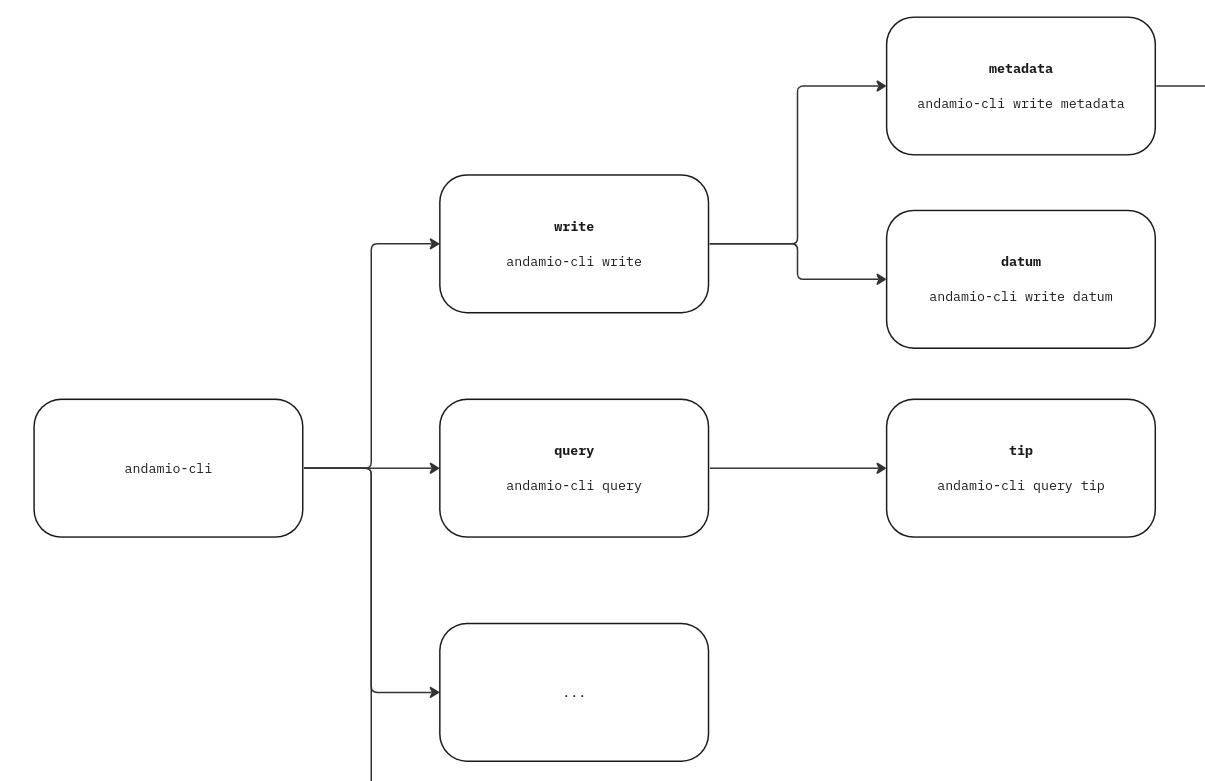 metadata
andamio-cli write metadata
write
andamio-cli write
datum
andamio-cli write datum
andamio-cli
query
andamio-cli query
tip
andamio-cli query tip
...